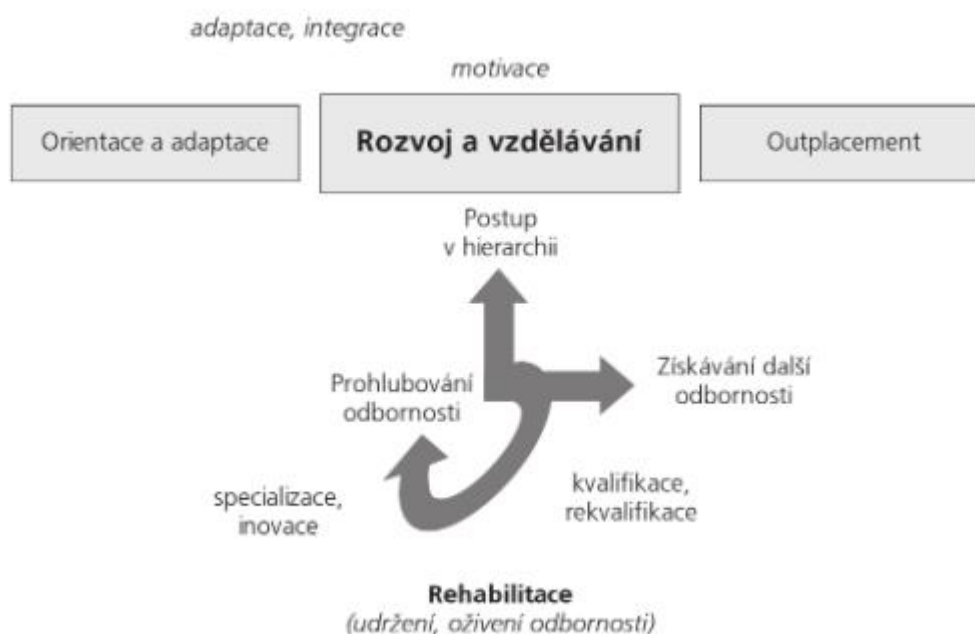 adaptace, integrace
motivace
Orientace a adaptace
Rozvoj a vzdělávání
Outplacement
Postup
v hierarchii
Prohlubování
odbornosti
Získávání další
odbornosti
specializace,
inovace
kvalifikace,
rekvalifikace
Rehabilitace
(udržení, oživení odbornosti)